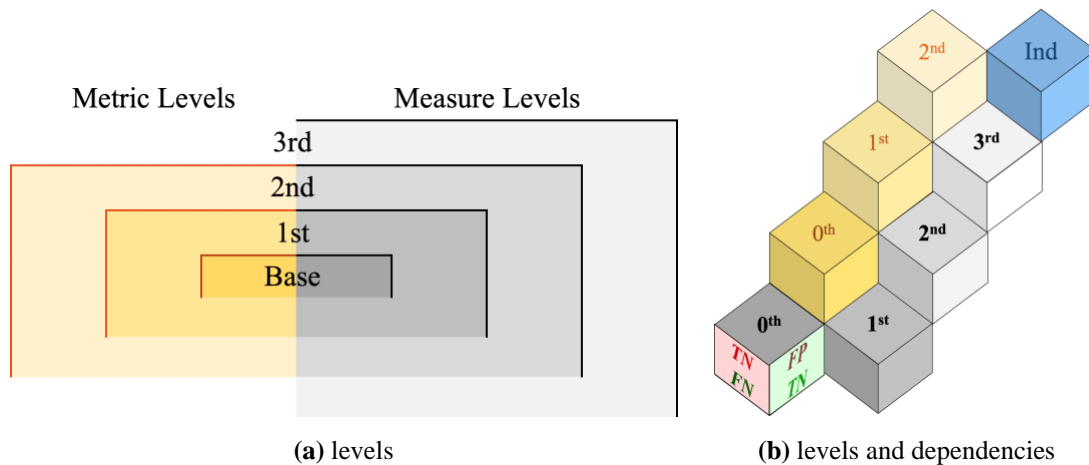 Metric Levels
Measure Levels
3rd
2nd
1st
Base
(a) levels
2nd
Ind
1st
3rd
0th
2nd
0th
1st
TN
FP
FN
TN
(b) levels and dependencies